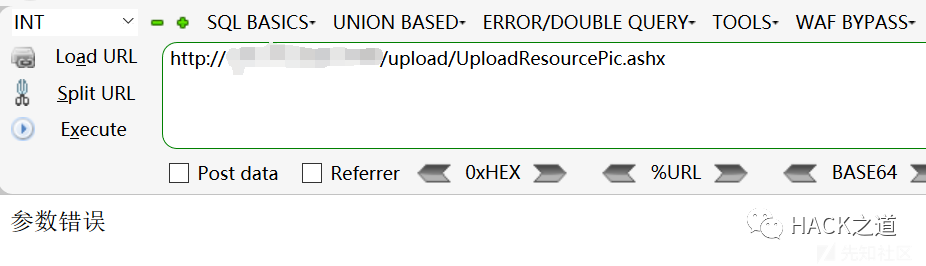 INT SQL BASICS UNION BASED ERROR/DOUBLE QUERY TOOLS WAF BYPASS
Load URL http:// /upload/UploadResourcePic.ashx
Split URL
Execute
Post data Referrer 0xHEX %URL BASE64
参数错误
HACK之道
先知社区